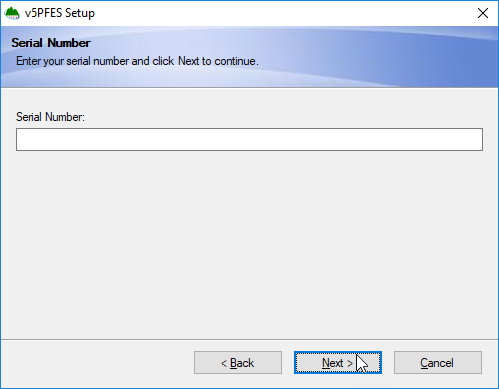 v5PFES Setup
Serial Number
Enter your serial number and click Next to continue.
Serial Number:
< Back
Next >
Cancel